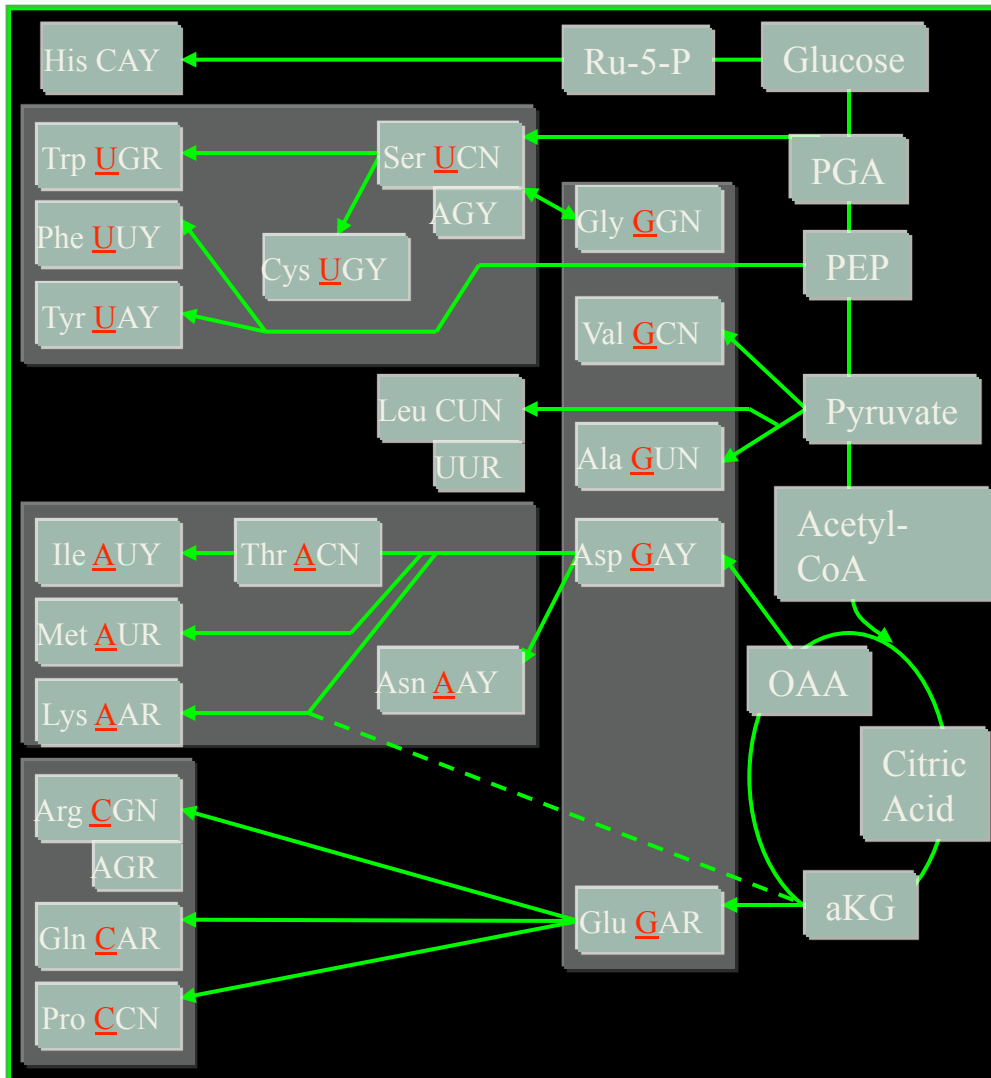 His CAY
Ru-5-P
Glucose
Trp UGR
Ser UCN
AGY
PGA
Phe UUY
Cys UGY
Gly GGN
PEP
Tyr UAY
Val GCN
Leu CUN
UUR
Ala GUN
Pyruvate
Acetyl-
CoA
Ile AUY
Thr ACN
Asp GAY
Met AUR
Asn AAY
OAA
Lys AAR
Citric
Acid
Arg CGN
AGR
Gln CAR
Glu GAR
aKG
Pro CCN